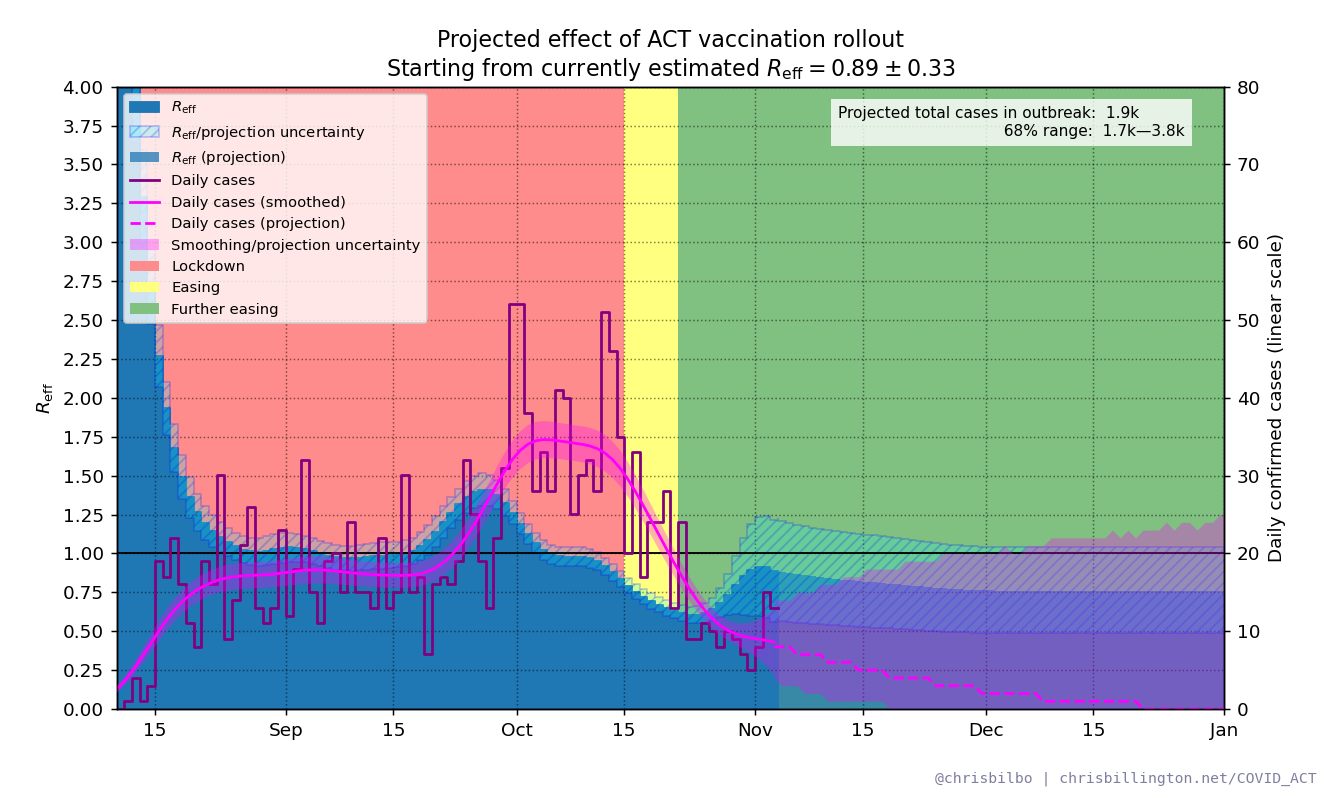 Projected effect of ACT vaccination rollout
Starting from currently estimated R_eff = 0.89 ± 0.33
4.00
3.75
3.50
3.25
3.00
2.75
2.50
2.25
2.00
1.75
1.50
1.25
1.00
0.75
0.50
0.25
0.00
R_eff
R_eff
R_eff/projection uncertainty
R_eff (projection)
Daily cases
Daily cases (smoothed)
Daily cases (projection)
Smoothing/projection uncertainty
Lockdown
Easing
Further easing
Projected total cases in outbreak: 1.9k
68% range: 1.7k—3.8k
80
70
60
50
40
30
20
10
0
Daily confirmed cases (linear scale)
15 Sep 15 Oct 15 Nov 15 Dec 15 Jan
@chrisbilbo | chrisbillington.net/COVID_ACT